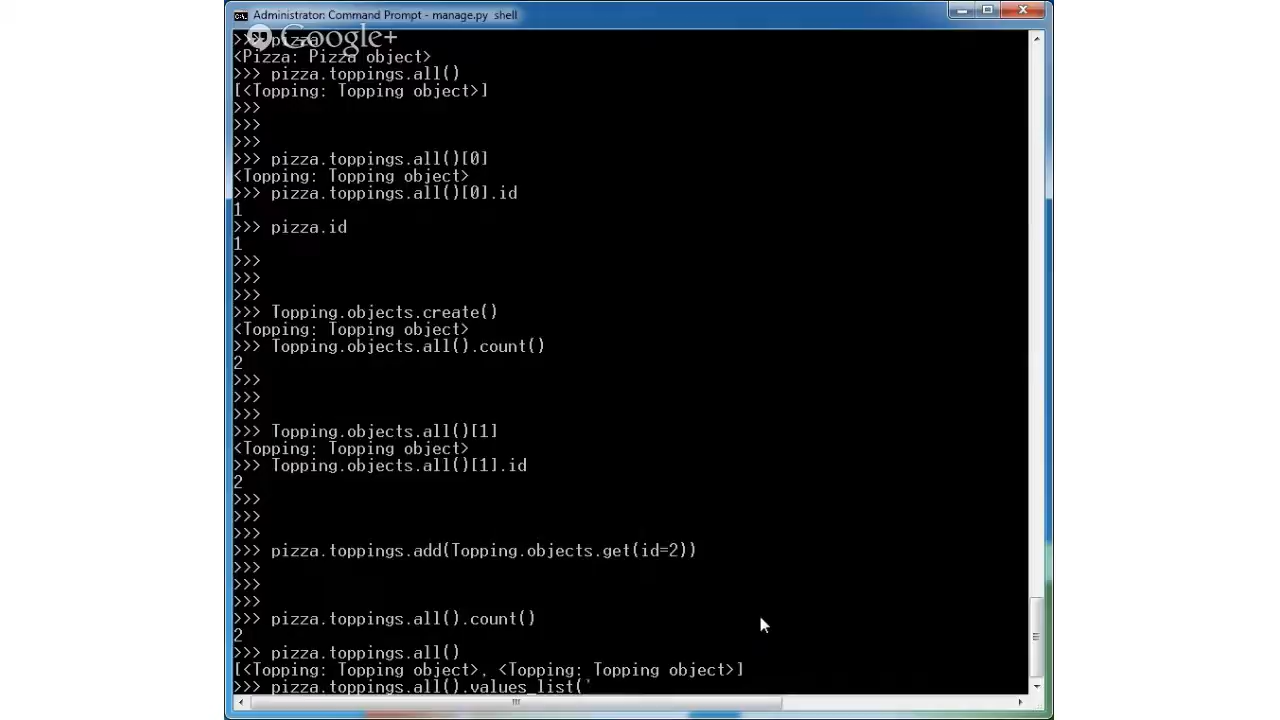 Administrator: Command Prompt - manage.py  shell
Google+
>>> pizza
<Pizza: Pizza object>
>>> pizza.toppings.all()
[<Topping: Topping object>]
>>>
>>>
>>>
>>> pizza.toppings.all()[0]
<Topping: Topping object>
>>> pizza.toppings.all()[0].id
1
>>> pizza.id
1
>>>
>>>
>>>
>>> Topping.objects.create()
<Topping: Topping object>
>>> Topping.objects.all().count()
2
>>>
>>>
>>>
>>> Topping.objects.all()[1]
<Topping: Topping object>
>>> Topping.objects.all()[1].id
2
>>>
>>>
>>>
>>> pizza.toppings.add(Topping.objects.get(id=2))
>>>
>>>
>>>
>>> pizza.toppings.all().count()
2
>>> pizza.toppings.all()
[<Topping: Topping object>, <Topping: Topping object>]
>>> pizza.toppings.all().values_list('